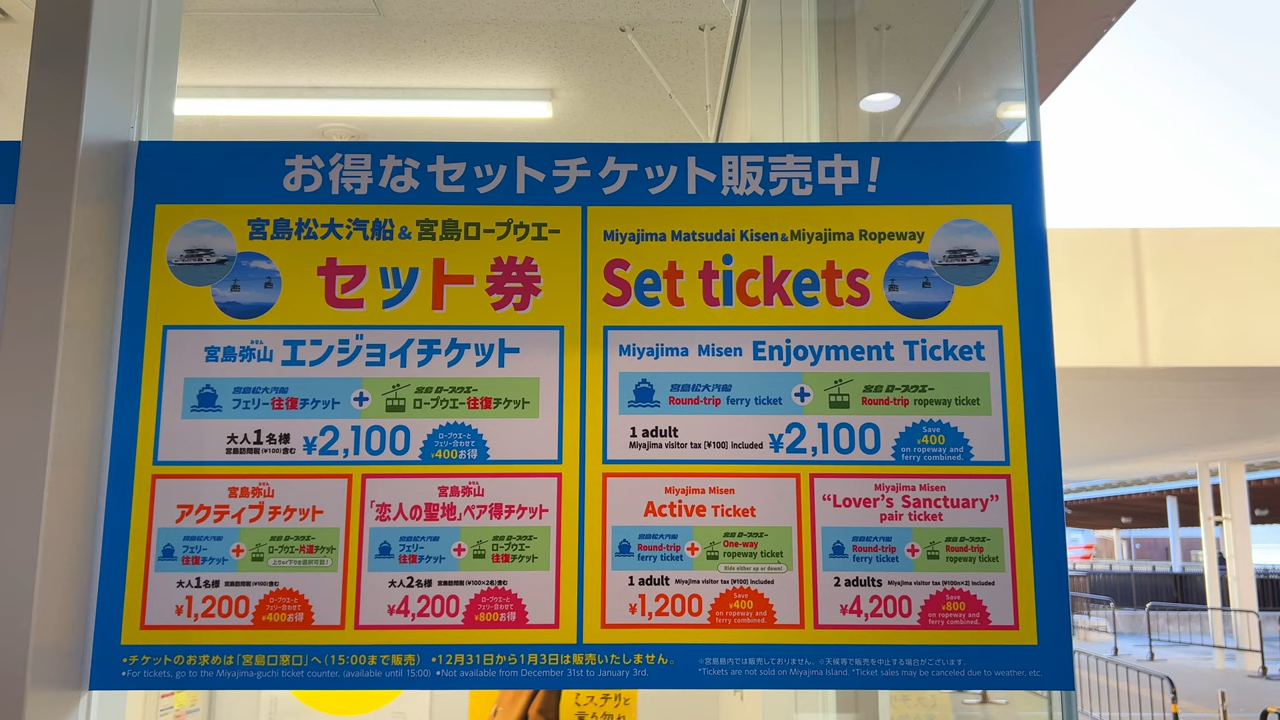 お得なセットチケット販売中!
宮島松大汽船&宮島ロープウエー
セット券
宮島弥山 エンジョイチケット
みせん
宮島松大汽船
フェリー往復チケット
+
宮島 ロープウエー
ロープウエー往復チケット
大人1名様
宮島訪問税(¥100)含む
¥2,100
ロープウエーと
フェリー合わせて
¥400お得
宮島弥山
みせん
アクティブチケット
宮島松大汽船
フェリー
往復チケット
+
宮島 ロープウエー
ロープウエー片道チケット
上りor下りを選択可能!
大人1名様 宮島訪問税(¥100)含む
¥1,200
ロープウエーと
フェリー合わせて
¥400お得
宮島弥山
みせん
「恋人の聖地」ペア得チケット
宮島松大汽船
フェリー
往復チケット
+
宮島 ロープウエー
ロープウエー
往復チケット
大人2名様 宮島訪問税(¥100×2名)含む
¥4,200
ロープウエーと
フェリー合わせて
¥800お得
Miyajima Matsudai Kisen&Miyajima Ropeway
Set tickets
Miyajima Misen Enjoyment Ticket
宮島松大汽船
Round-trip ferry ticket
+
宮島 ロープウエー
Round-trip ropeway ticket
1 adult
Miyajima visitor tax [¥100] included
¥2,100
Save
¥400
on ropeway and
ferry combined.
Miyajima Misen
Active Ticket
宮島松大汽船
Round-trip
ferry ticket
+
宮島 ロープウエー
One-way
ropeway ticket
Ride either up or down!
1 adult Miyajima visitor tax [¥100] included
¥1,200
Save
¥400
on ropeway and
ferry combined.
Miyajima Misen
“Lover's Sanctuary”
pair ticket
宮島松大汽船
Round-trip
ferry ticket
+
宮島 ロープウエー
Round-trip
ropeway ticket
2 adults Miyajima visitor tax [¥100×2] included
¥4,200
Save
¥800
on ropeway and
ferry combined.
•チケットのお求めは「宮島口窓口」へ(15:00まで販売) •12月31日から1月3日は販売いたしません。
•For tickets, go to the Miyajima-guchi ticket counter, (available until 15:00) •Not available from December 31st to January 3rd.
※宮島島内では販売しておりません。※天候等で販売を中止する場合がございます。
*Tickets are not sold on Miyajima Island. *Ticket sales may be canceled due to weather, etc.
ミステリと